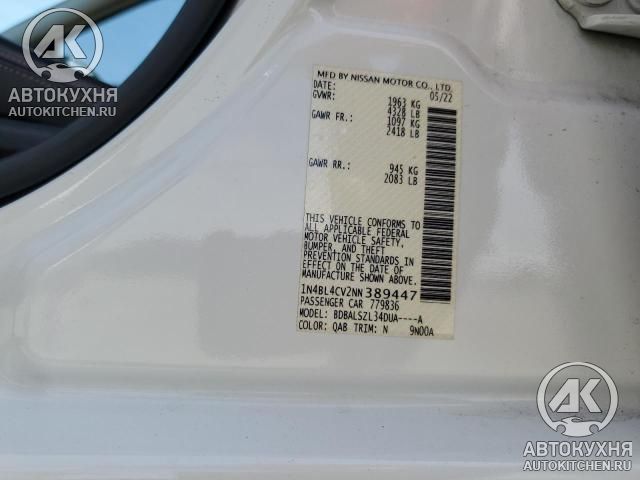 AK
АВТОКУХНЯ
AUTOKITCHEN.RU
MFD BY NISSAN MOTOR CO., LTD.
DATE: 05/22
GVWR: 1963 KG
4328 LB
GAWR FR.: 1097 KG
2418 LB
GAWR RR.: 945 KG
2083 LB
THIS VEHICLE CONFORMS TO
ALL APPLICABLE FEDERAL
MOTOR VEHICLE SAFETY,
BUMPER, AND THEFT
PREVENTION STANDARDS IN
EFFECT ON THE DATE OF
MANUFACTURE SHOWN ABOVE.
1N4BL4CV2NN389447
PASSENGER CAR 779836
MODEL: BDBALSZL34DUA----A
COLOR: QAB TRIM: N 9N00A
AK
АВТОКУХНЯ
AUTOKITCHEN.RU